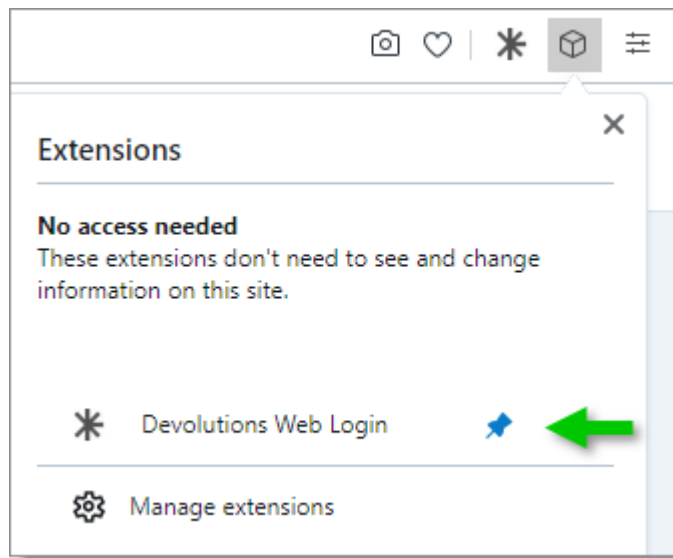 Extensions
No access needed
These extensions don't need to see and change
information on this site.
Devolutions Web Login
Manage extensions